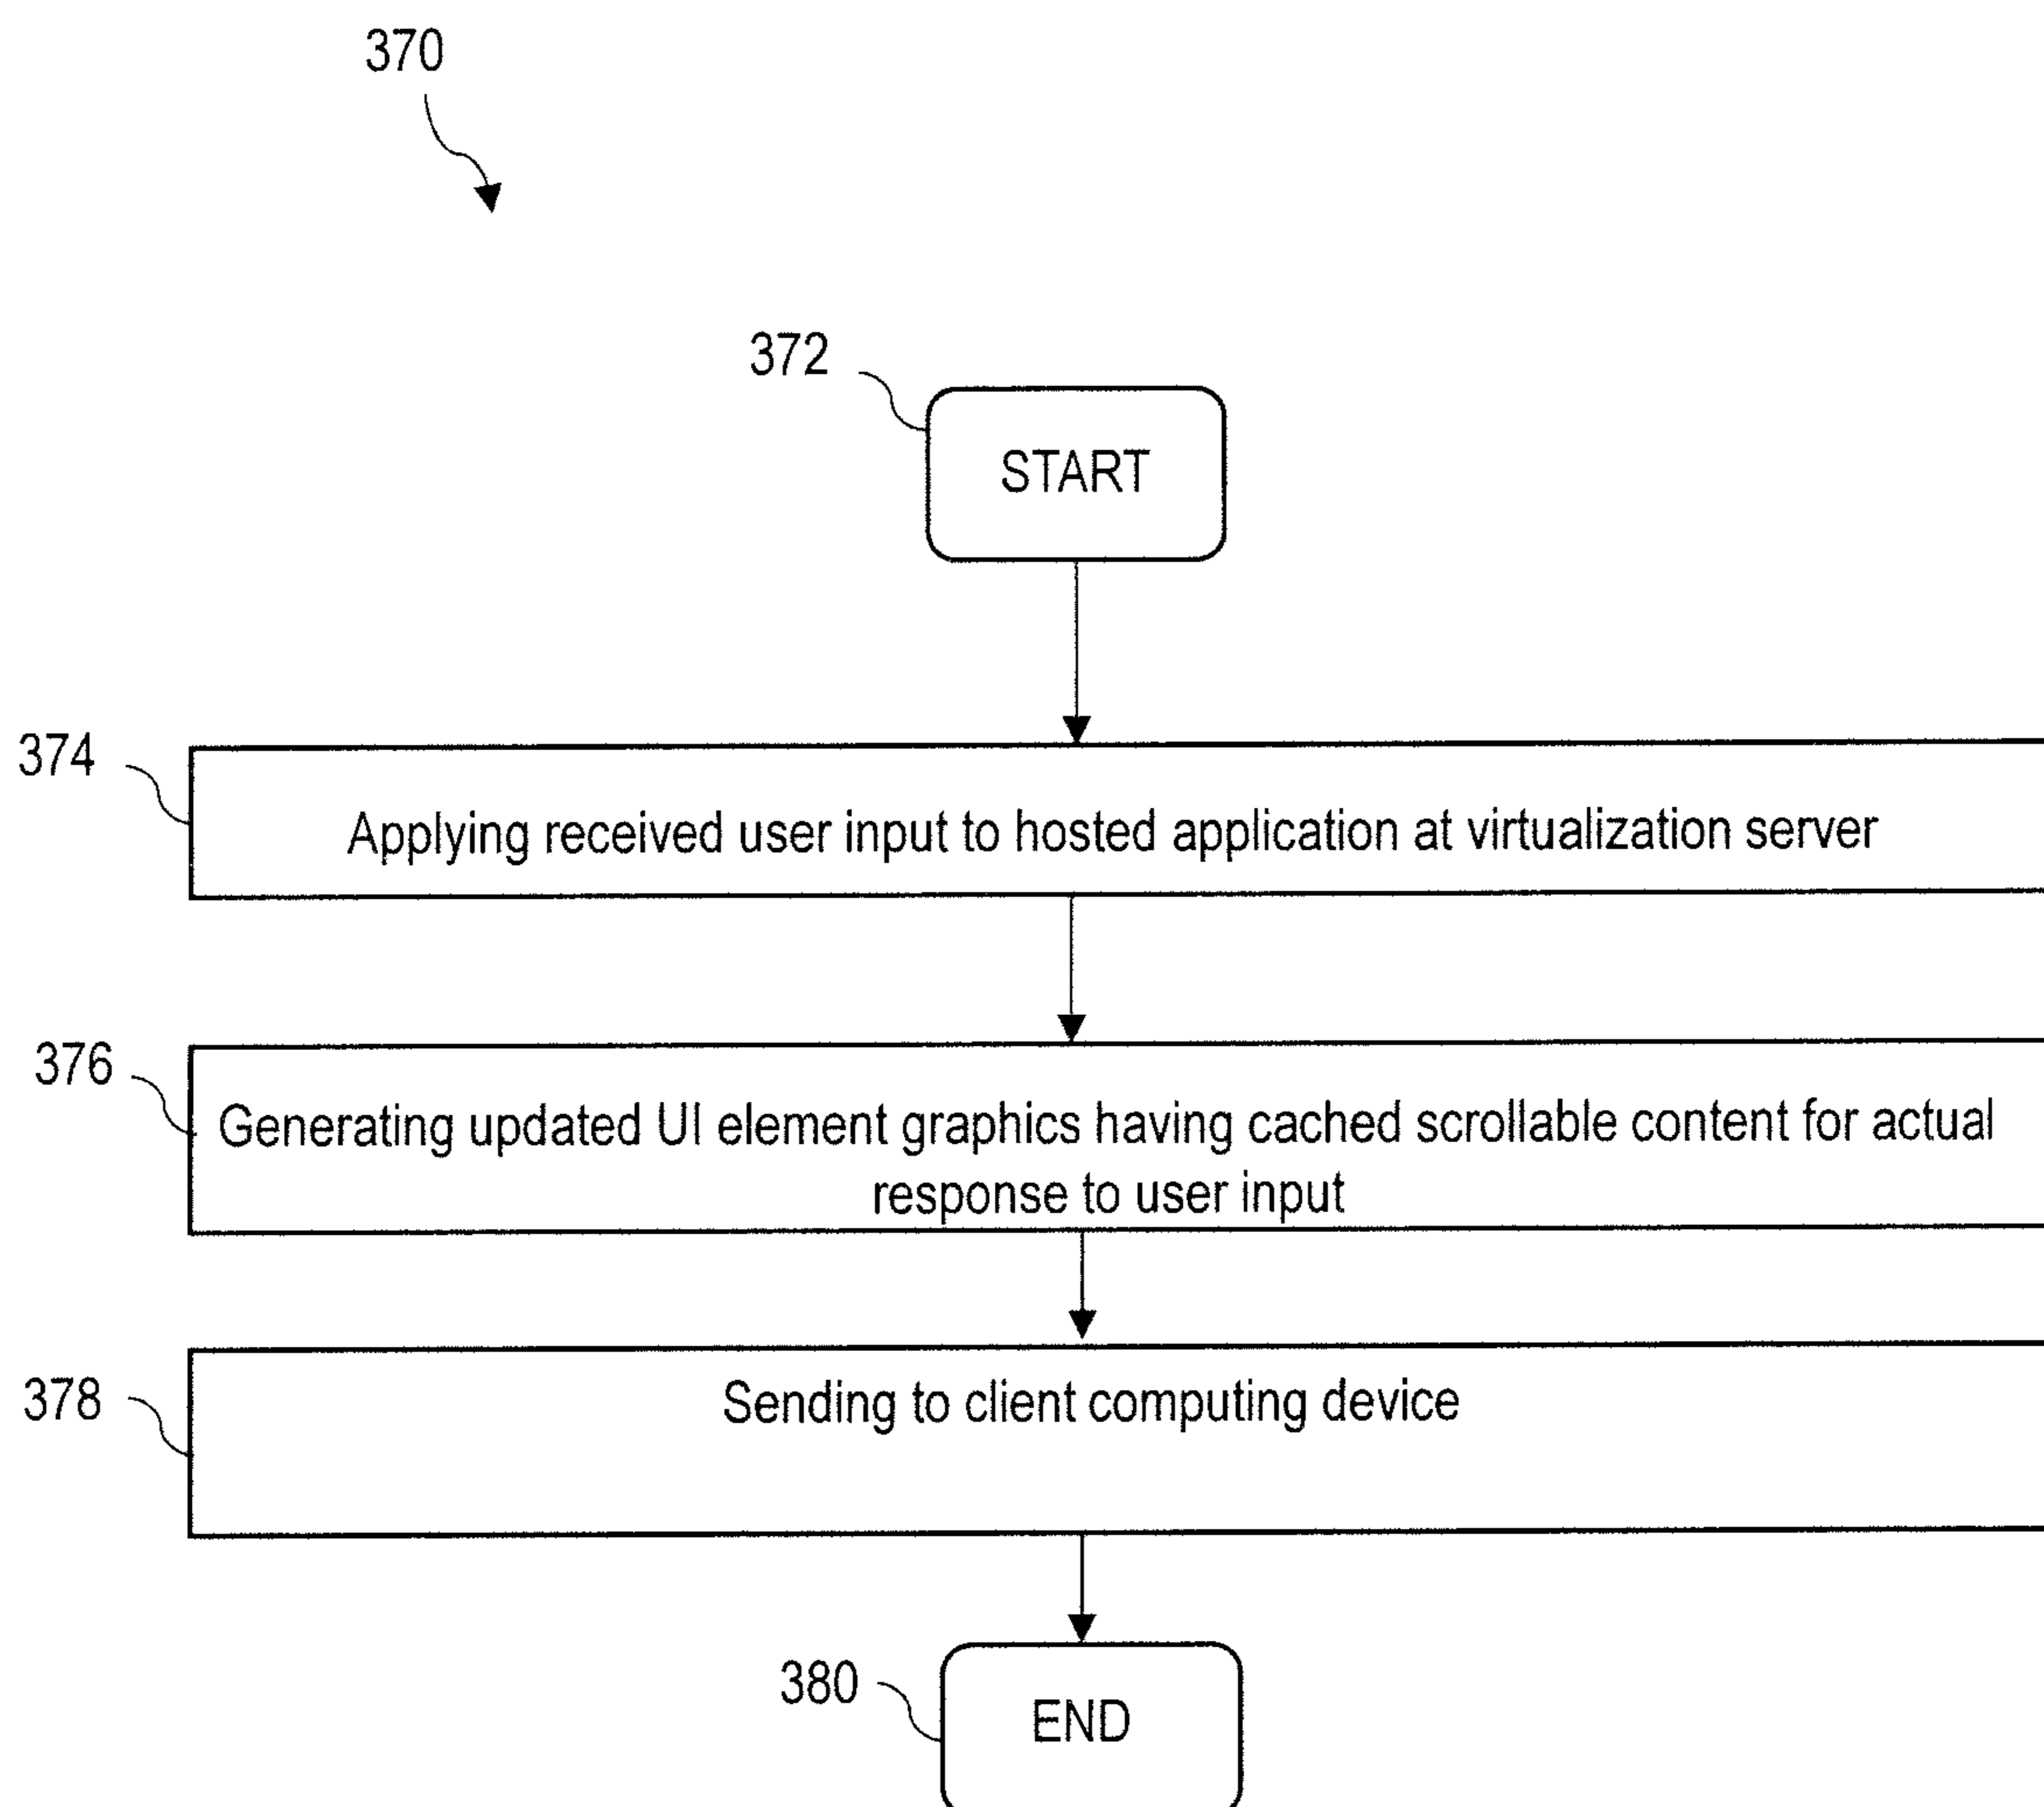 370
372
START
374
Applying received user input to hosted application at virtualization server
376
Generating updated UI element graphics having cached scrollable content for actual
response to user input
378
Sending to client computing device
380
END